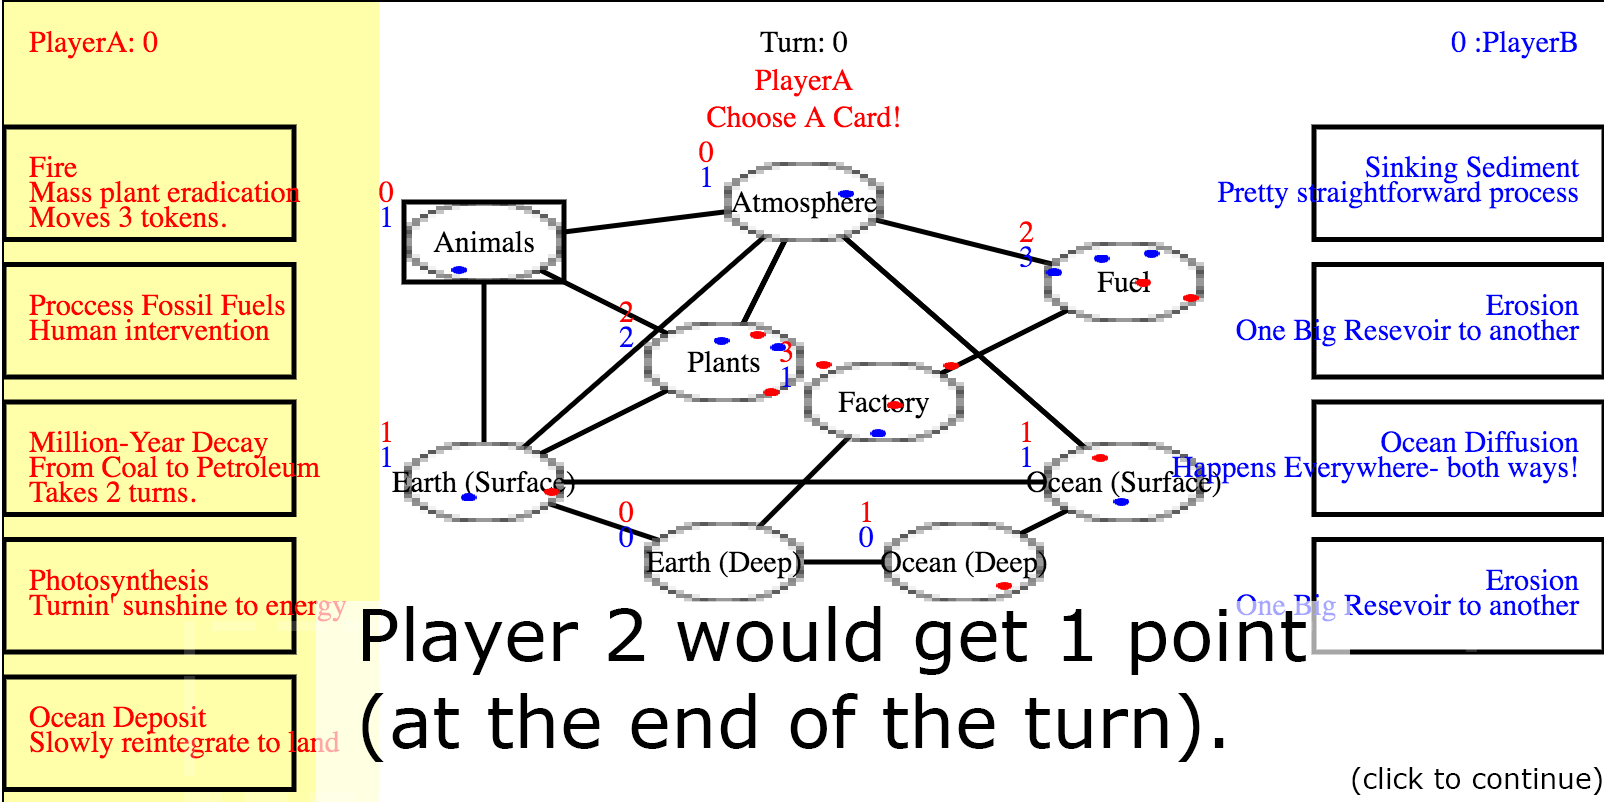 PlayerA: 0
Turn: 0
0 :PlayerB
PlayerA
Choose A Card!
Fire
Mass plant eradication
Moves 3 tokens.
Proccess Fossil Fuels
Human intervention
Million-Year Decay
From Coal to Petroleum
Takes 2 turns.
Photosynthesis
Turnin' sunshine to energy
Ocean Deposit
Slowly reintegrate to land
0
1
Atmosphere
0
1
Animals
2
3
Fuel
2
2
Plants
3
1
Factory
1
1
Earth (Surface)
1
1
Ocean (Surface)
0
0
Earth (Deep)
1
0
Ocean (Deep)
Sinking Sediment
Pretty straightforward process
Erosion
One Big Resevoir to another
Ocean Diffusion
Happens Everywhere- both ways!
Erosion
One Big Resevoir to another
Player 2 would get 1 point
(at the end of the turn).
(click to continue)